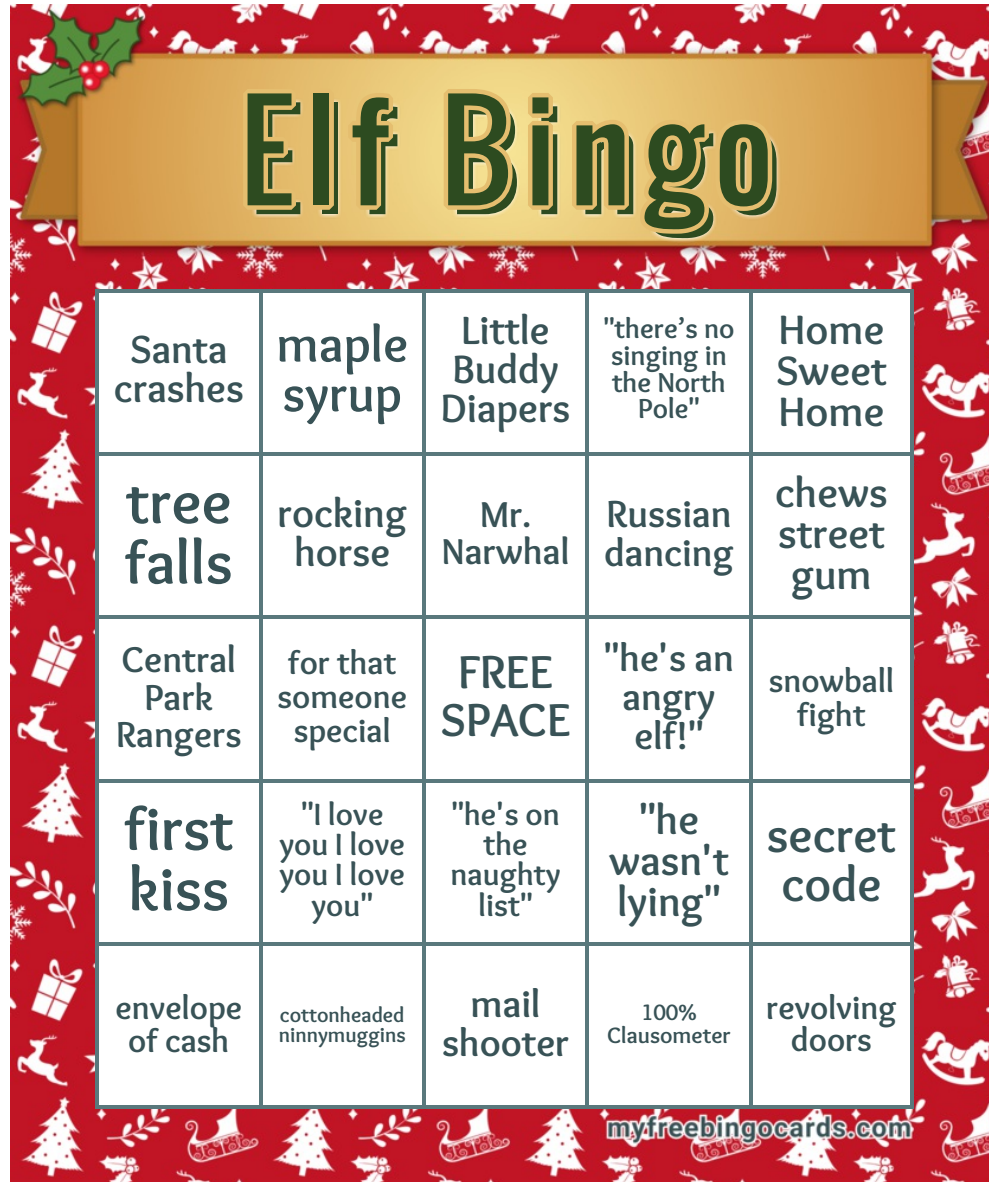 Elf Bingo
Santa
crashes
maple
syrup
Little
Buddy
Diapers
"there’s no
singing in
the North
Pole"
Home
Sweet
Home
tree
falls
rocking
horse
Mr.
Narwhal
Russian
dancing
chews
street
gum
Central
Park
Rangers
for that
someone
special
FREE
SPACE
"he's an
angry
elf!"
snowball
fight
first
kiss
"I love
you I love
you I love
you"
"he's on
the
naughty
list"
"he
wasn't
lying"
secret
code
envelope
of cash
cottonheaded
ninnymuggins
mail
shooter
100%
Clausometer
revolving
doors
myfreebingocards.com